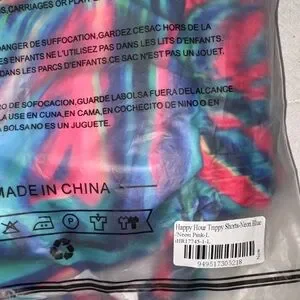 S,CARRIAGES OR PLAY
DANGER DE SUFFOCATION,GARDEZ CE SAC HORS DE
ES ENFANTS NE L'UTILISEZ PAS DANS LES LITS D'ENFANTS.
DANS LES PARCS D'ENFANTS. CE SAC N'EST PAS UN JOUET.
RO DE SOFOCACION,GUARDE LA BOLSA FUERA DEL ALCANCE
LA USE EN CUNA,EN CAMA, EN COCHECITO DE NINO O EN
A BOLSA NO ES UN JUGUETE.
MADE IN CHINA
Happy Hour Trippy Shorts-Neon Blue
/Neon Pink-L
iHR17745-1-L
949517305218